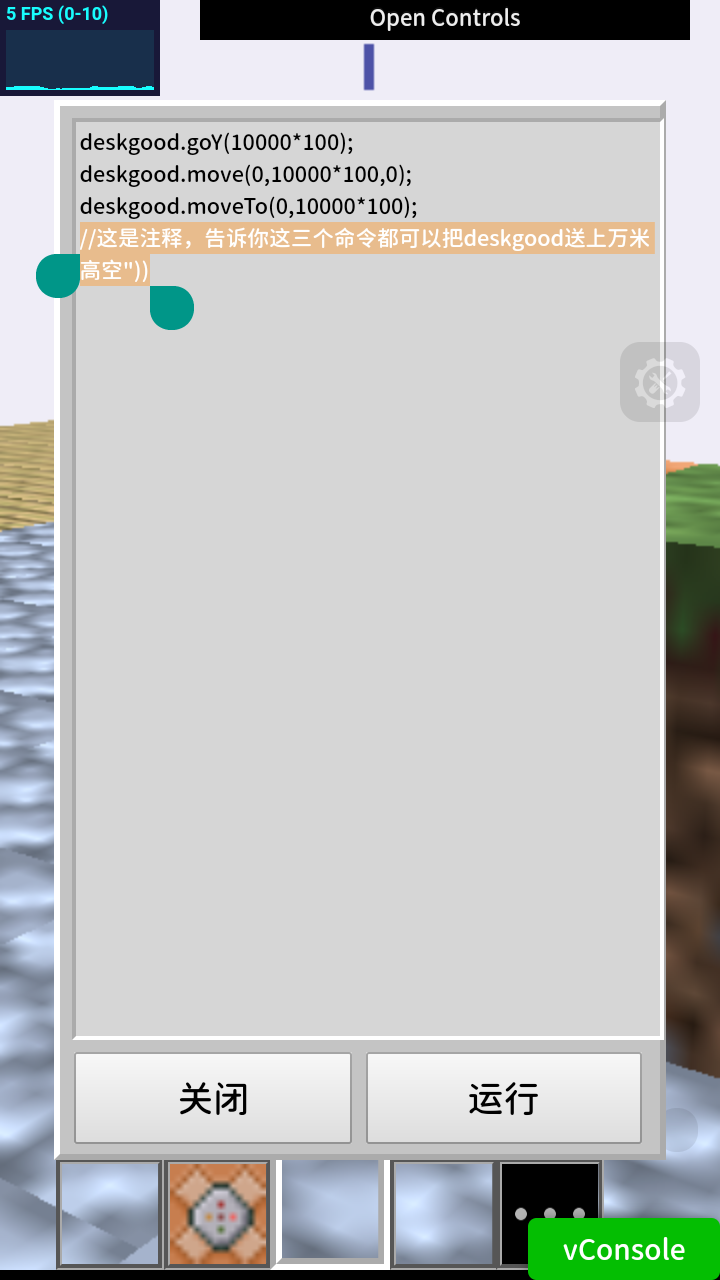 5 FPS (0-10)
Open Controls
deskgood.goY(10000*100);
deskgood.move(0,10000*100,0);
deskgood.moveTo(0,10000*100);
//这是注释，告诉你这三个命令都可以把deskgood送上万米
高空"))
关闭
运行
vConsole